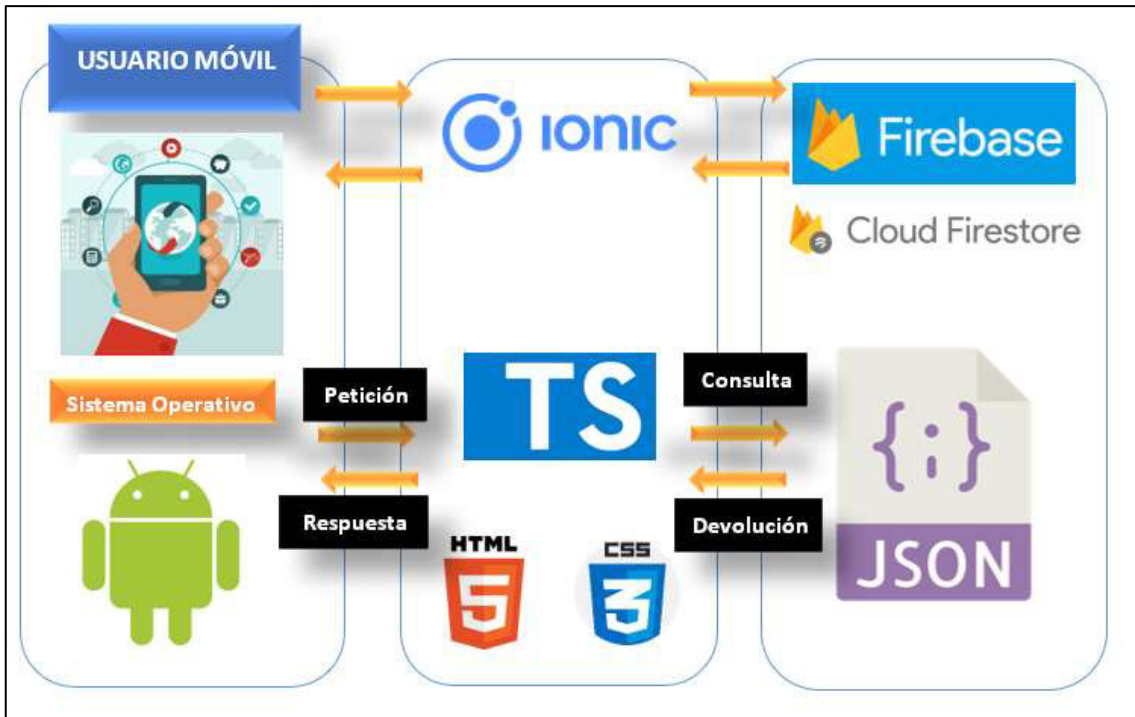 USUARIO MÓVIL
IONIC
Firebase
Cloud Firestore
Sistema Operativo
Petición
Respuesta
TS
HTML
5
CSS
3
Consulta
Devolución
{;}
JSON